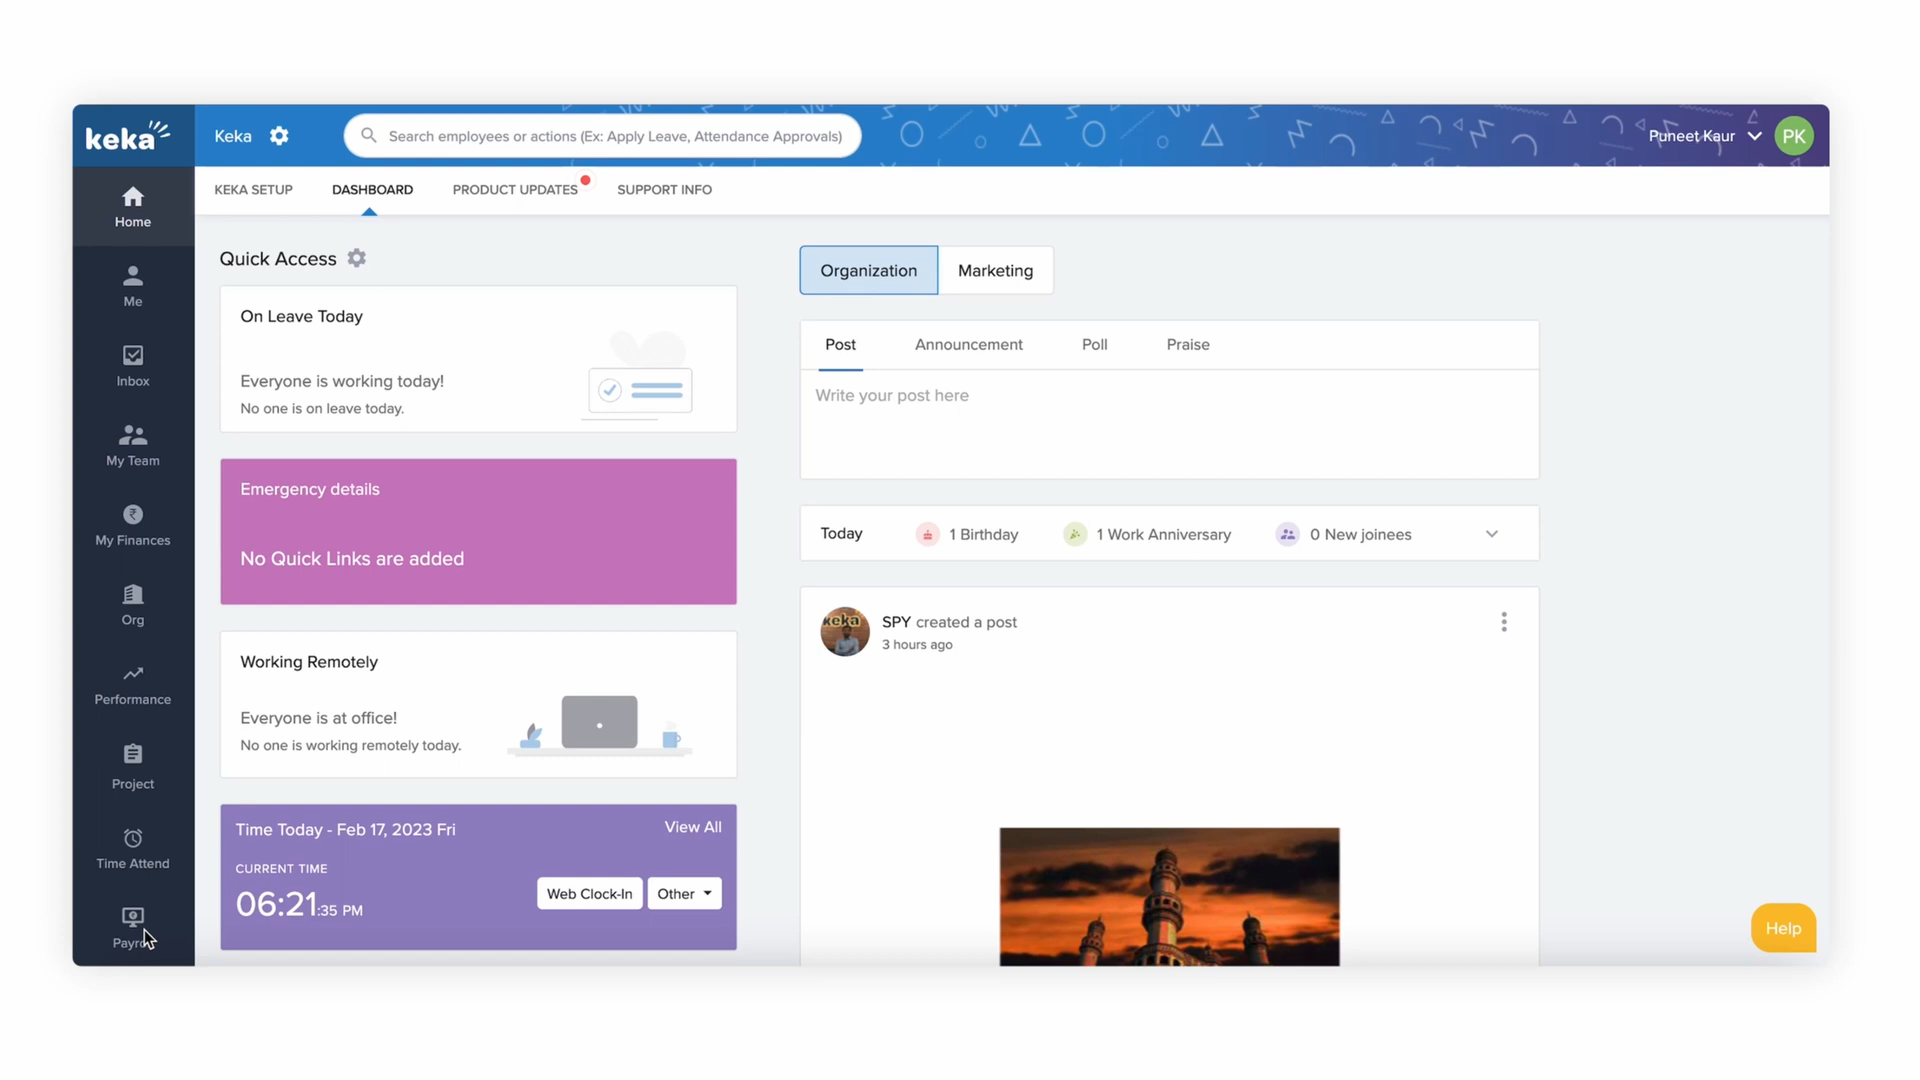 keka
Keka
Search employees or actions (Ex: Apply Leave, Attendance Approvals)
Puneet Kaur
PK
KEKA SETUP
DASHBOARD
PRODUCT UPDATES
SUPPORT INFO
Home
Me
Inbox
My Team
My Finances
Org
Performance
Project
Time Attend
Quick Access
On Leave Today
Everyone is working today!
No one is on leave today.
Emergency details
No Quick Links are added
Working Remotely
Everyone is at office!
No one is working remotely today.
Time Today - Feb 17, 2023 Fri
View All
CURRENT TIME
06:21:35 PM
Web Clock-In
Other
Organization
Marketing
Post
Announcement
Poll
Praise
Write your post here
Today
1 Birthday
1 Work Anniversary
0 New joinees
keka
SPY created a post
3 hours ago
Help